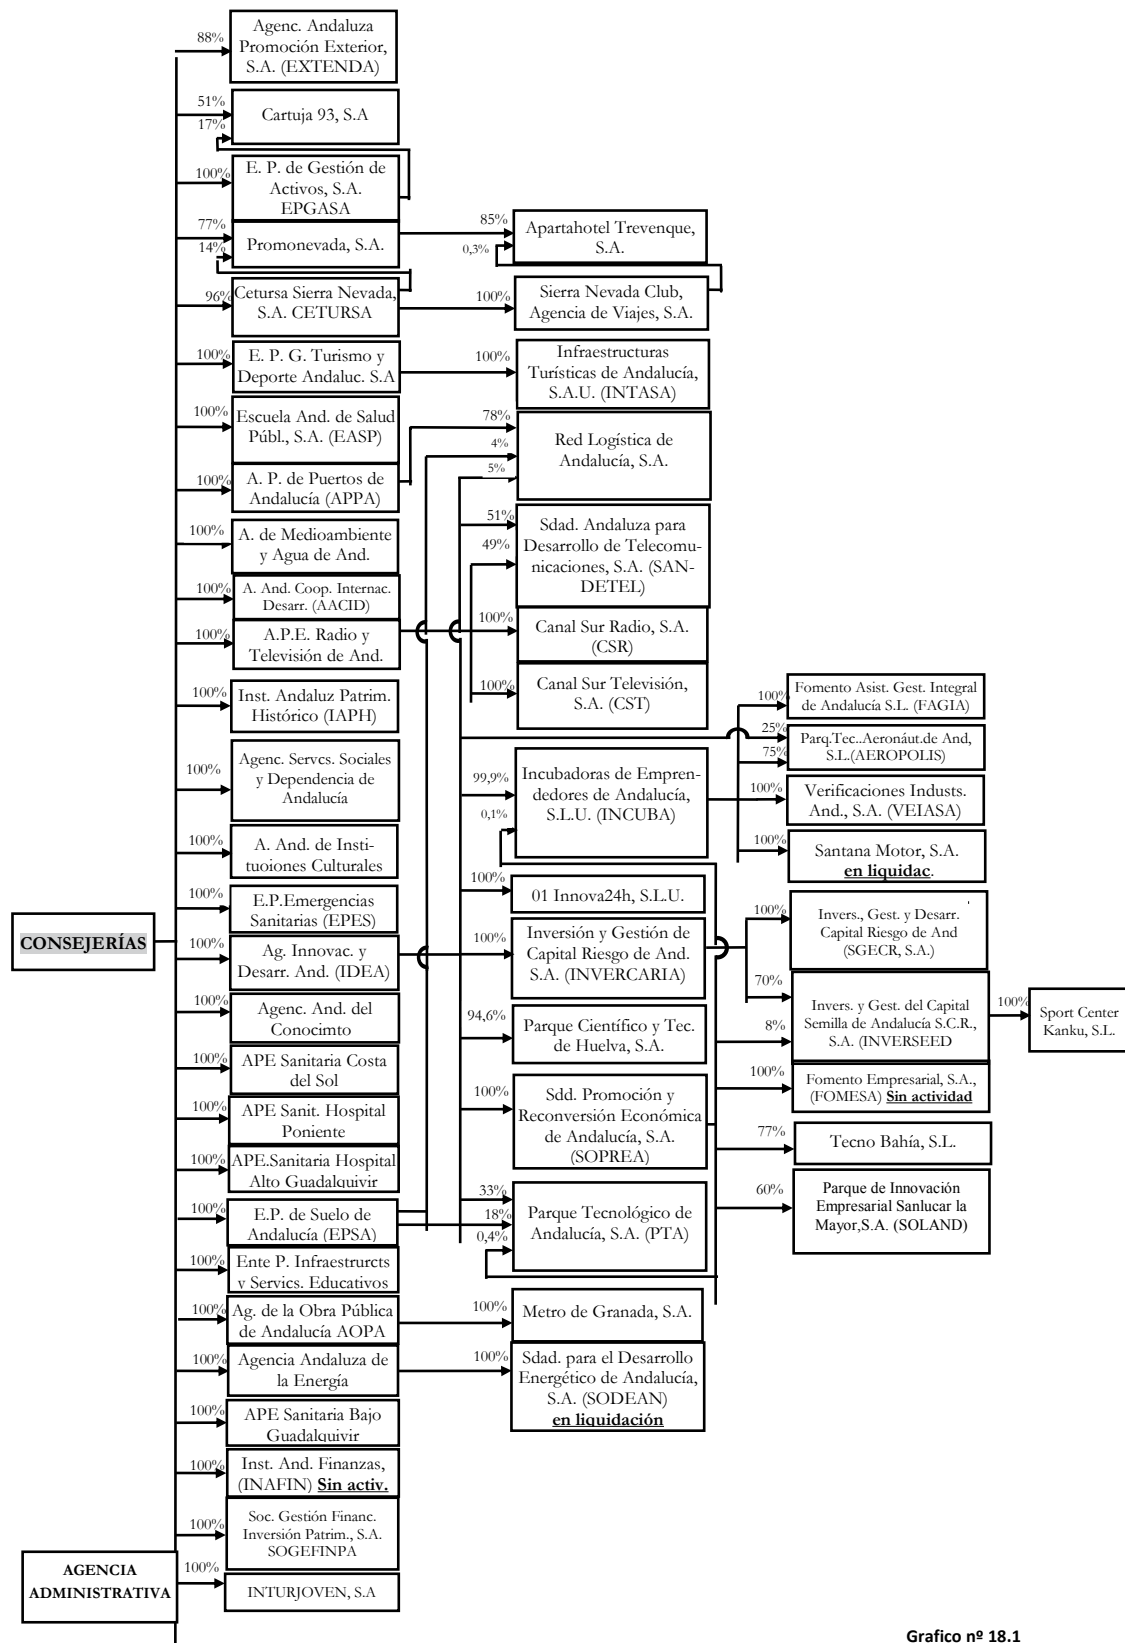 88%
Agenc. Andaluza
Promoción Exterior,
S.A. (EXTENDA)
51%
17%
Cartuja 93, S.A
100%
E. P. de Gestión de
Activos, S.A.
EPGASA
77%
14%
Promonevada, S.A.
85%
0,3%
Apartahotel Trevenque,
S.A.
96%
Cetursa Sierra Nevada,
S.A. CETURSA
100%
Sierra Nevada Club,
Agencia de Viajes, S.A.
100%
E. P. G. Turismo y
Deporte Andaluc. S.A
100%
Infraestructuras
Turísticas de Andalucía,
S.A.U. (INTASA)
100%
Escuela And. de Salud
Públ., S.A. (EASP)
78%
4%
5%
Red Logística de
Andalucía, S.A.
100%
A. P. de Puertos de
Andalucía (APPA)
51%
49%
Sdad. Andaluza para
Desarrollo de Telecomu-
nicaciones, S.A. (SAN-
DETEL)
100%
A. de Medioambiente
y Agua de And.
100%
A. And. Coop. Internac.
Desarr. (AACID)
100%
A.P.E. Radio y
Televisión de And.
100%
Canal Sur Radio, S.A.
(CSR)
100%
Canal Sur Televisión,
S.A. (CST)
100%
Inst. Andaluz Patrim.
Histórico (IAPH)
100%
Fomento Asist. Gest. Integral
de Andalucía S.L. (FAGIA)
25%
75%
Parq.Tec..Aeronáut.de And,
S.L.(AEROPOLIS)
100%
Agenc. Servcs. Sociales
y Dependencia de
Andalucía
99,9%
0,1%
Incubadoras de Empren-
dedores de Andalucía,
S.L.U. (INCUBA)
100%
Verificaciones Industs.
And., S.A. (VEIASA)
100%
Santana Motor, S.A.
en liquidac.
100%
A. And. de Insti-
tuoiones Culturales
100%
E.P.Emergencias
Sanitarias (EPES)
100%
01 Innova24h, S.L.U.
CONSEJERÍAS
100%
Ag. Innovac. y
Desarr. And. (IDEA)
100%
Inversión y Gestión de
Capital Riesgo de And.
S.A. (INVERCARIA)
100%
Invers., Gest. y Desarr.
Capital Riesgo de And
(SGECR, S.A.)
70%
8%
Invers. y Gest. del Capital
Semilla de Andalucía S.C.R.,
S.A. (INVERSEED
100%
Sport Center
Kanku, S.L.
100%
Agenc. And. del
Conocimto
94,6%
Parque Científico y Tec.
de Huelva, S.A.
100%
APE Sanitaria Costa
del Sol
100%
Fomento Empresarial, S.A.,
(FOMESA) Sin actividad
100%
APE Sanit. Hospital
Poniente
100%
Sdd. Promoción y
Reconversión Económica
de Andalucía, S.A.
(SOPREA)
77%
Tecno Bahía, S.L.
100%
APE.Sanitaria Hospital
Alto Guadalquivir
60%
Parque de Innovación
Empresarial Sanlucar la
Mayor,S.A. (SOLAND)
100%
E.P. de Suelo de
Andalucía (EPSA)
33%
18%
0,4%
Parque Tecnológico de
Andalucía, S.A. (PTA)
100%
Ente P. Infraestrurcts
y Servics. Educativos
100%
Ag. de la Obra Pública
de Andalucía AOPA
100%
Metro de Granada, S.A.
100%
Agencia Andaluza de
la Energía
100%
Sdad. para el Desarrollo
Energético de Andalucía,
S.A. (SODEAN)
en liquidación
100%
APE Sanitaria Bajo
Guadalquivir
100%
Inst. And. Finanzas,
(INAFIN) Sin activ.
100%
Soc. Gestión Financ.
Inversión Patrim., S.A.
SOGEFINPA
AGENCIA
ADMINISTRATIVA
100%
INTURJOVEN, S.A
Grafico nº 18.1